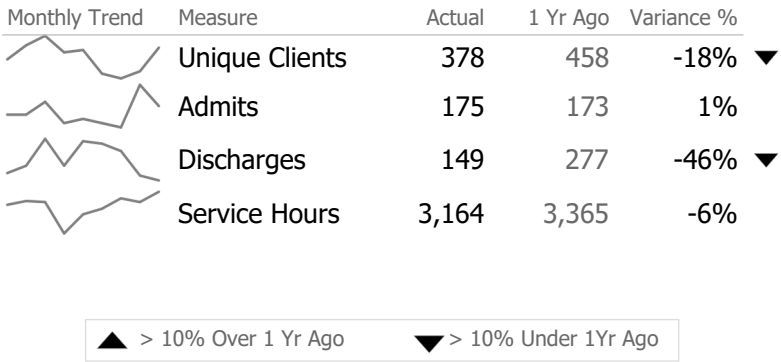 Monthly Trend Measure Actual 1 Yr Ago Variance %
Unique Clients 378 458 -18% ▼
Admits 175 173 1%
Discharges 149 277 -46% ▼
Service Hours 3,164 3,365 -6%
▲ > 10% Over 1 Yr Ago ▼ > 10% Under 1Yr Ago